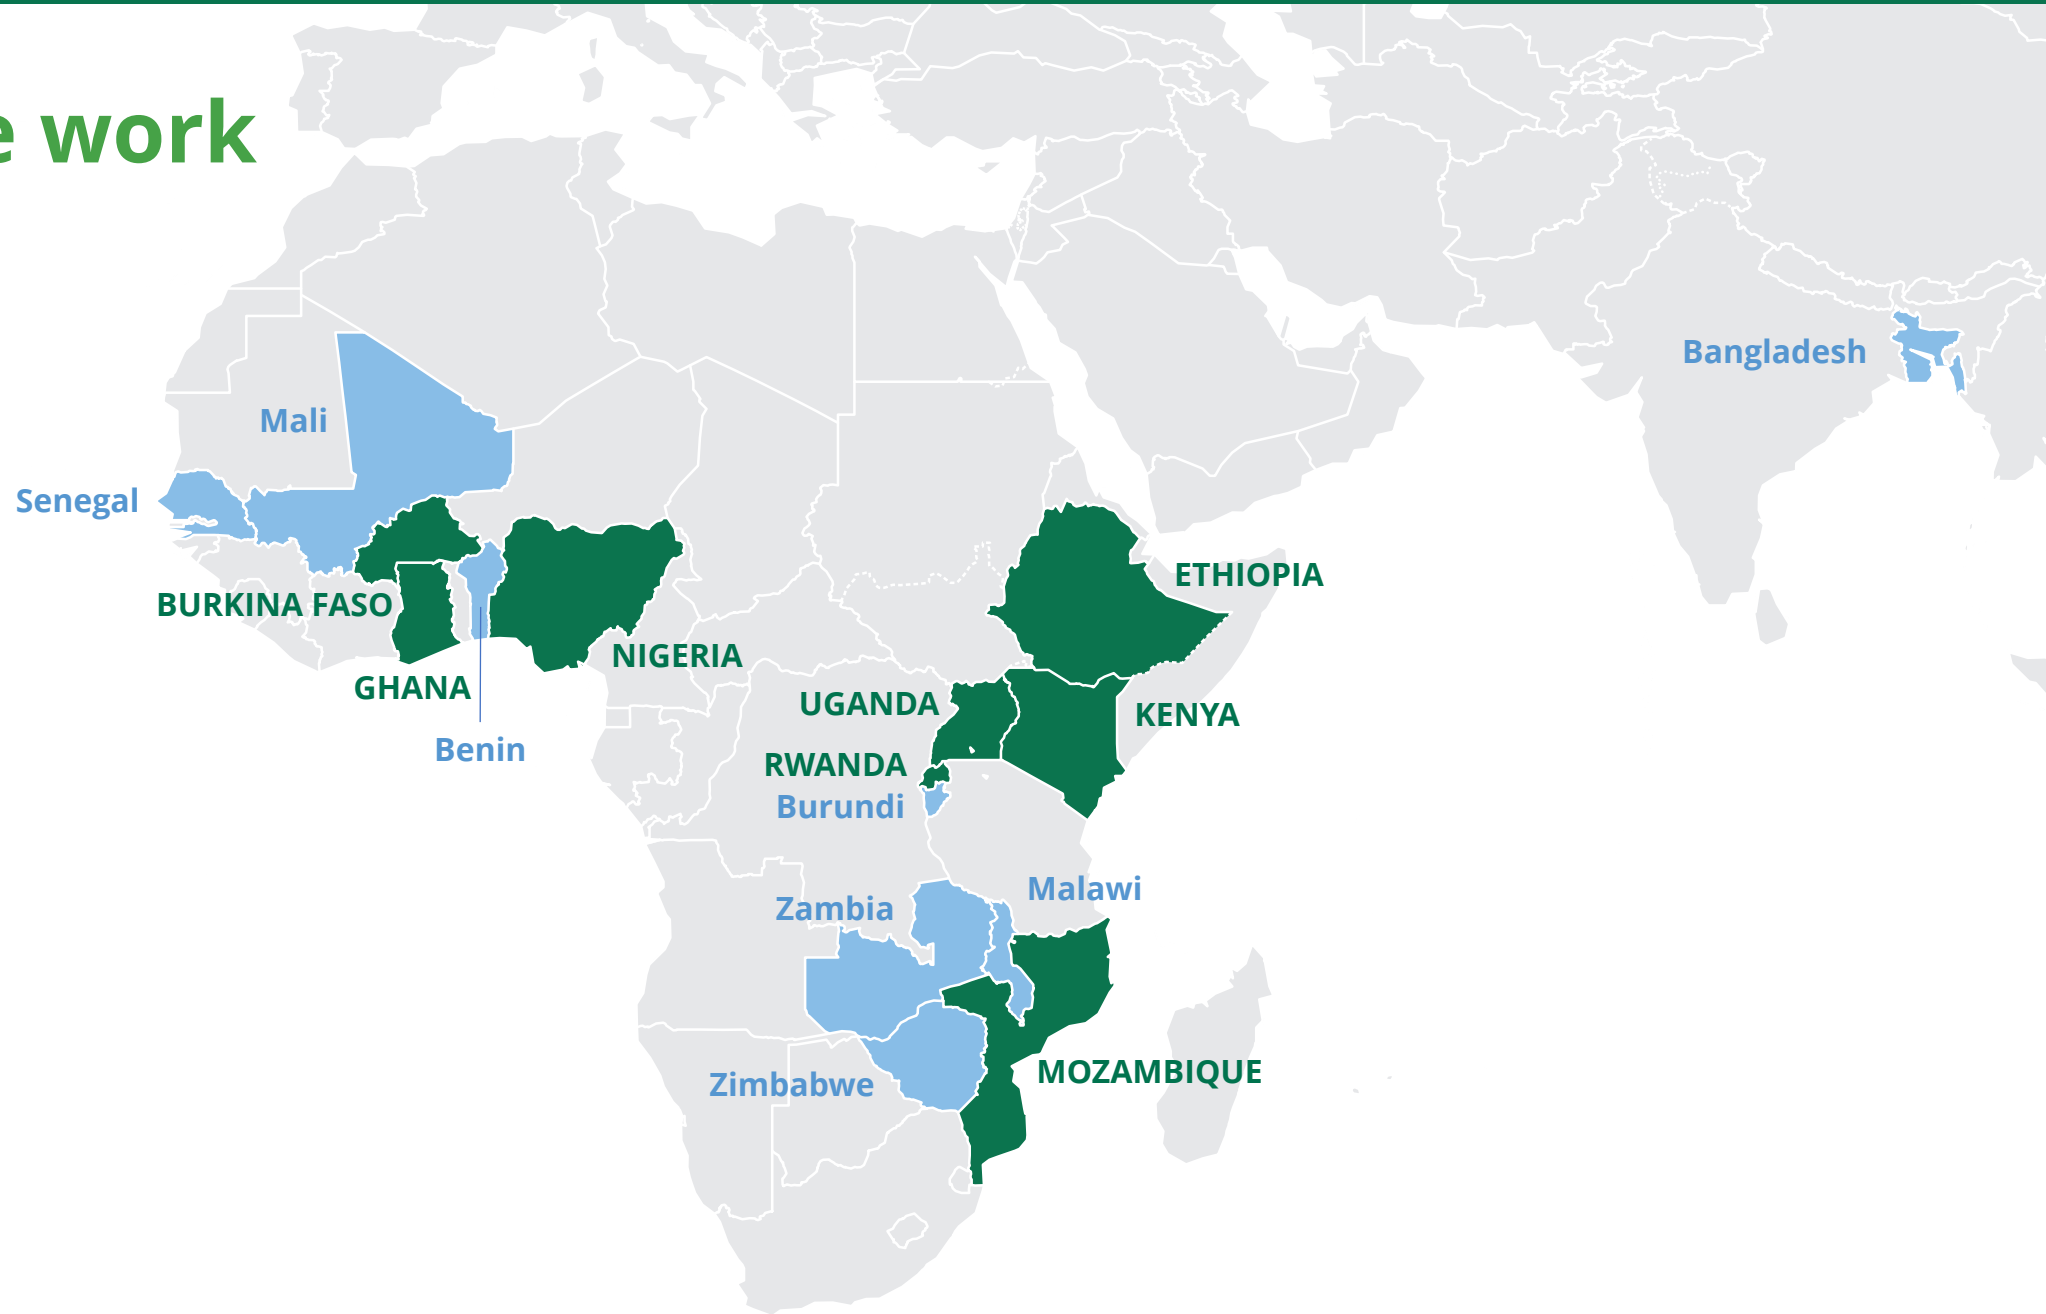 e work
Bangladesh
Mali
Senegal
ETHIOPIA
BURKINA FASO
NIGERIA
GHANA
UGANDA
KENYA
Benin
RWANDA
Burundi
Malawi
Zambia
MOZAMBIQUE
Zimbabwe